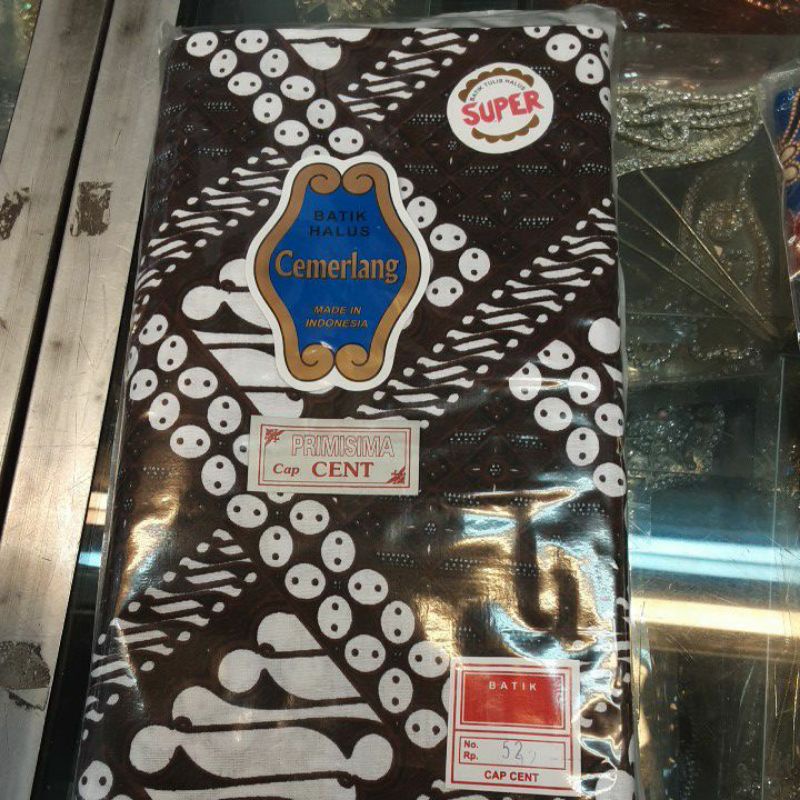 BATIK TULIS HALUS
SUPER
BATIK
HALUS
Cemerlang
MADE IN
INDONESIA
PRIMISIMA
Cap CENT
BATIK
No.
Rp.
CAP CENT